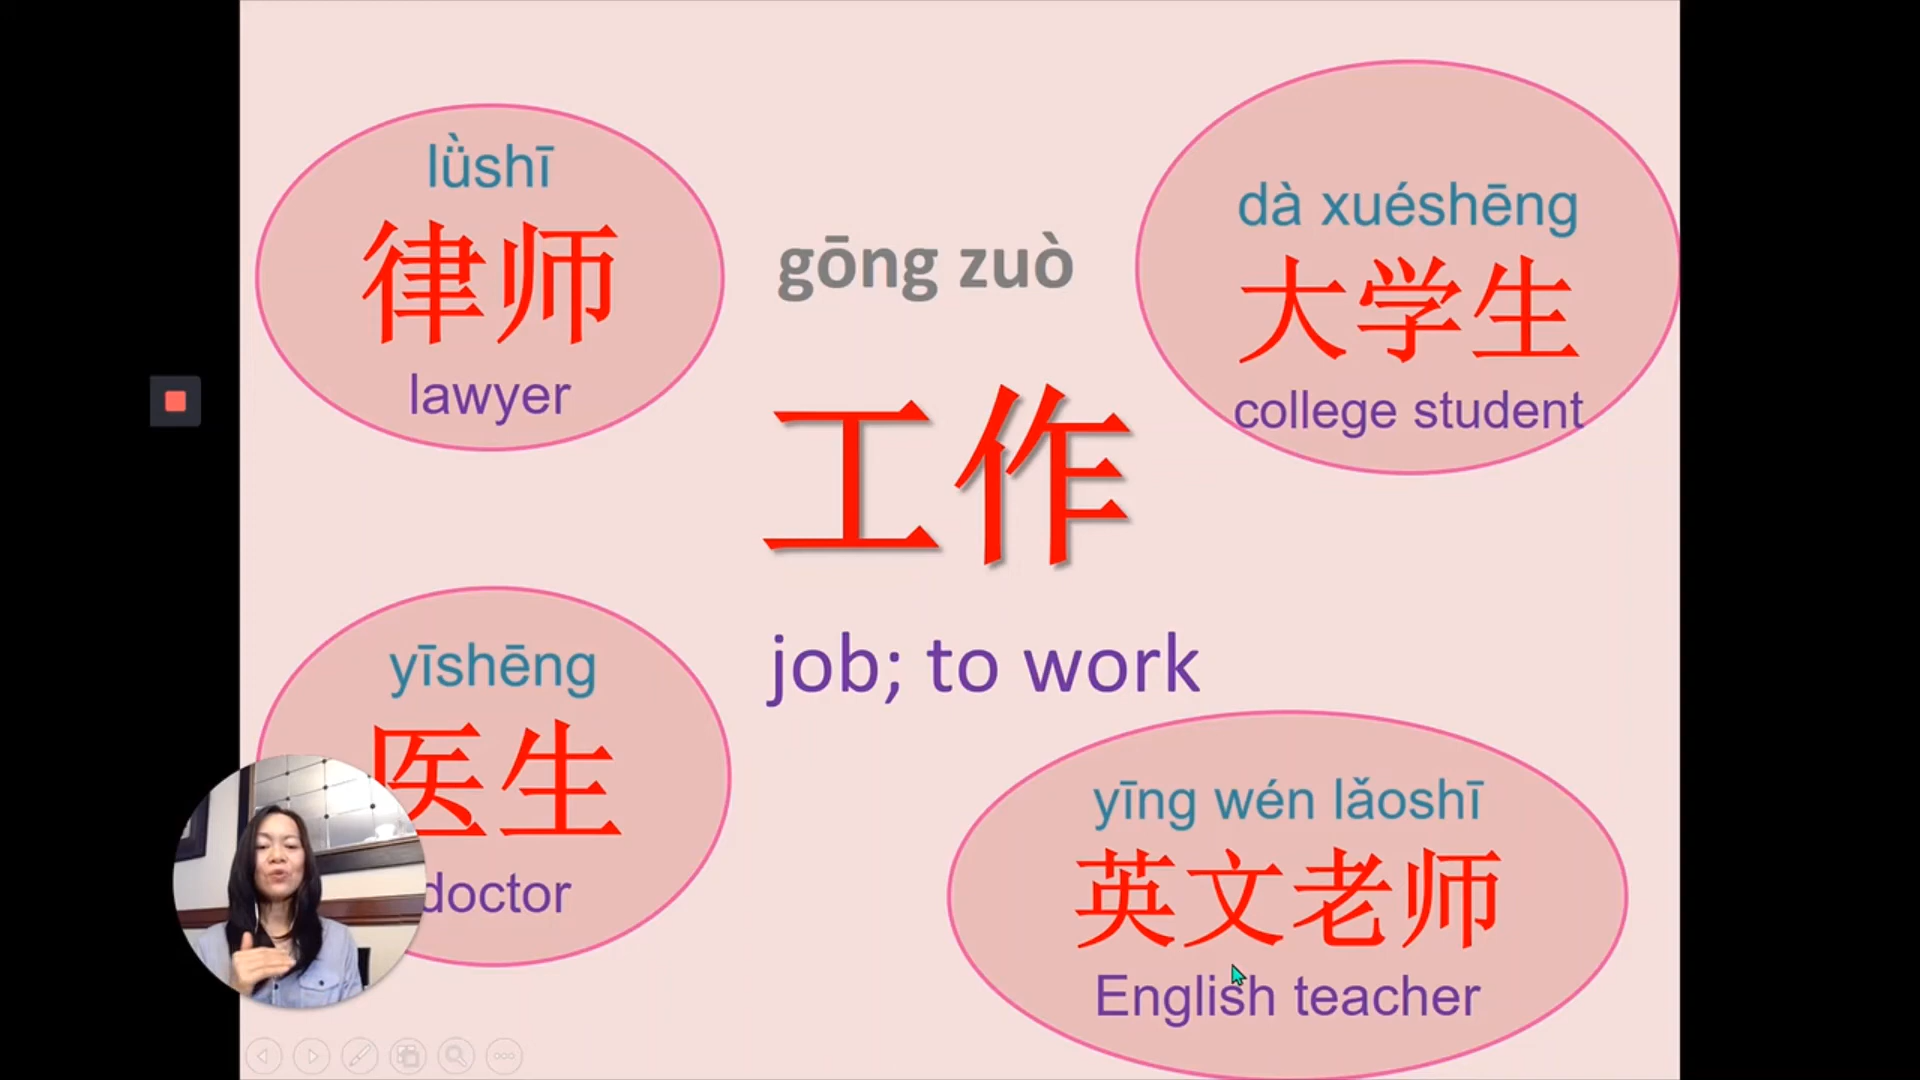 lǜshī
律师
lawyer
gōng zuò
工作
job; to work
dà xuéshēng
大学生
college student
yīshēng
医生
doctor
yīng wén lǎoshī
英文老师
English teacher